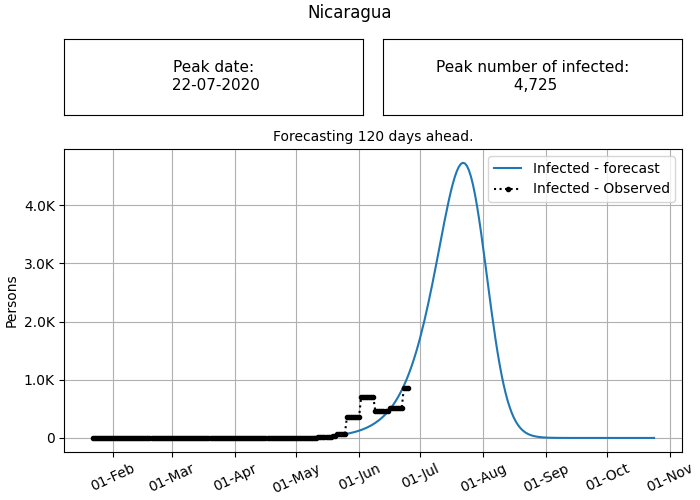 Nicaragua
Peak date:
22-07-2020
Peak number of infected:
4,725
Forecasting 120 days ahead.
Infected - forecast
Infected - Observed
Persons
4.0K
3.0K
2.0K
1.0K
0
01-Feb
01-Mar
01-Apr
01-May
01-Jun
01-Jul
01-Aug
01-Sep
01-Oct
01-Nov